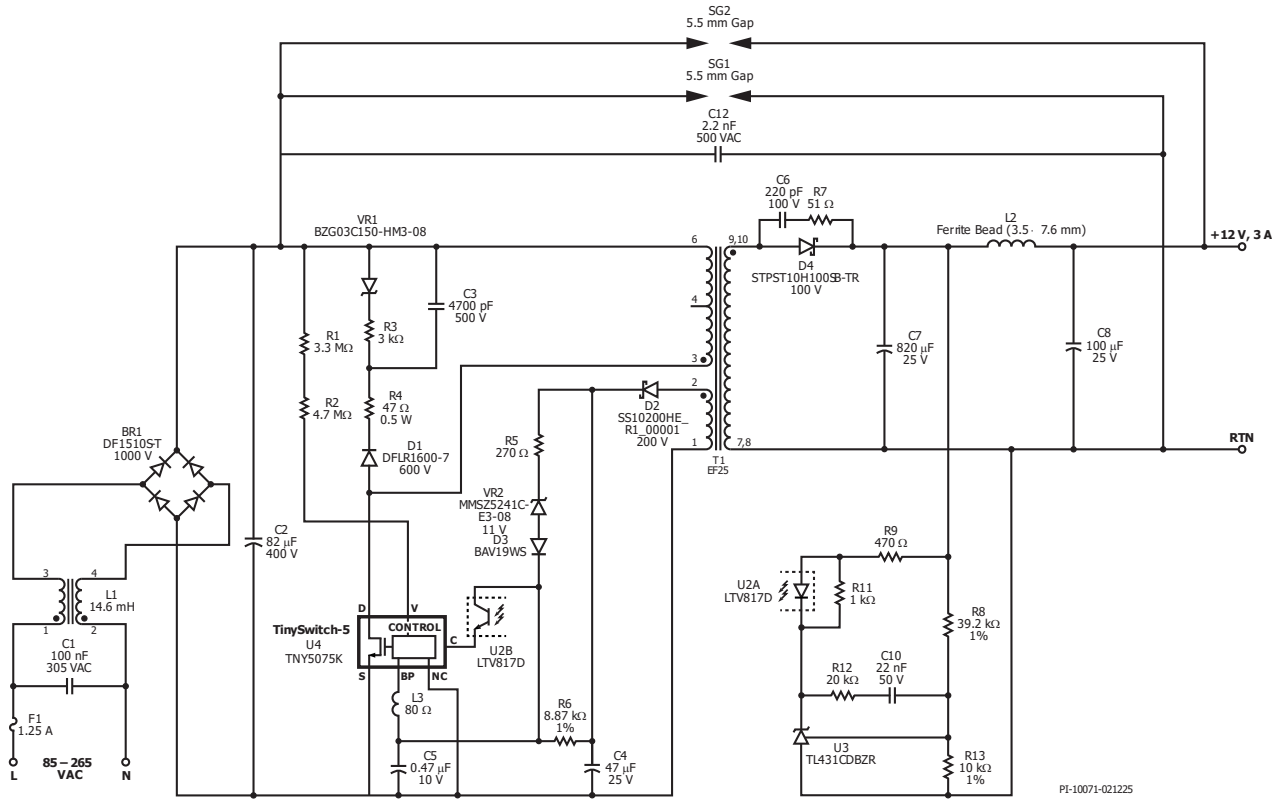 SG2
5.5 mm Gap
SG1
5.5 mm Gap
C12
2.2 nF
500 VAC
C6
220 pF
100 V
R7
51 Ω
VR1
BZG03C150-HM3-08
L2
Ferrite Bead (3.5 · 7.6 mm)
+12 V, 3 A
6
9,10
D4
STPST10H100SB-TR
100 V
C3
4700 pF
500 V
R3
3 kΩ
4
R1
3.3 MΩ
C7
820 µF
25 V
C8
100 µF
25 V
3
2
R2
4.7 MΩ
R4
47 Ω
0.5 W
D2
SS10200HE_
R1_00001
200 V
BR1
DF1510S-T
1000 V
D1
DFLR1600-7
600 V
R5
270 Ω
1
7,8
RTN
T1
EF25
VR2
MMSZ5241C-
E3-08
11 V
D3
BAV19WS
C2
82 µF
400 V
R9
470 Ω
3
4
L1
14.6 mH
1
2
U2A
LTV817D
R11
1 kΩ
D
V
R8
39.2 kΩ
1%
TinySwitch-5
U4
TNY5075K
CONTROL
C
U2B
LTV817D
C1
100 nF
305 VAC
S
BP
NC
L3
80 Ω
R12
20 kΩ
C10
22 nF
50 V
R6
8.87 kΩ
1%
F1
1.25 A
U3
TL431CDBZR
C5
0.47 µF
10 V
C4
47 µF
25 V
R13
10 kΩ
1%
L
85 – 265
VAC
N
PI-10071-021225